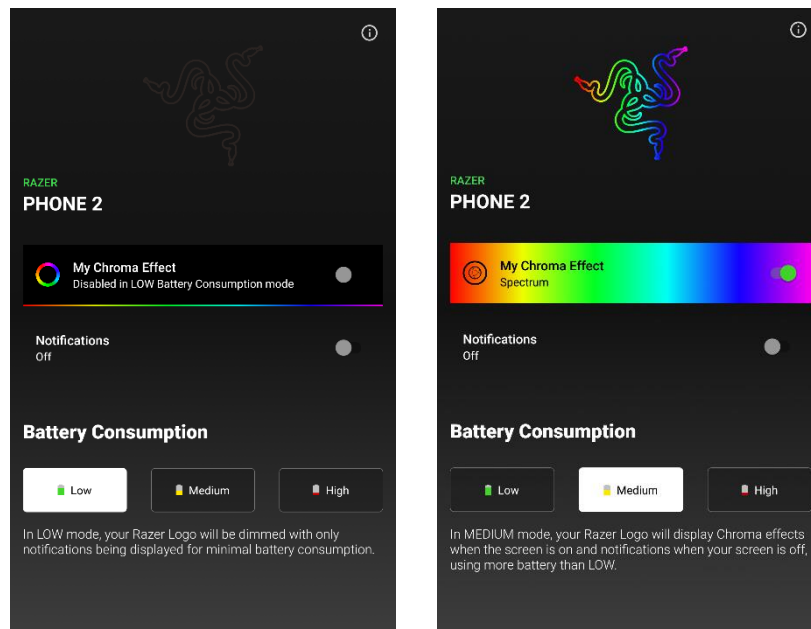 RAZER
PHONE 2
My Chroma Effect
Disabled in LOW Battery Consumption mode
Notifications
Off
Battery Consumption
Low
Medium
High
In LOW mode, your Razer Logo will be dimmed with only
notifications being displayed for minimal battery consumption.
RAZER
PHONE 2
My Chroma Effect
Spectrum
Notifications
Off
Battery Consumption
Low
Medium
High
In MEDIUM mode, your Razer Logo will display Chroma effects
when the screen is on and notifications when your screen is off,
using more battery than LOW.